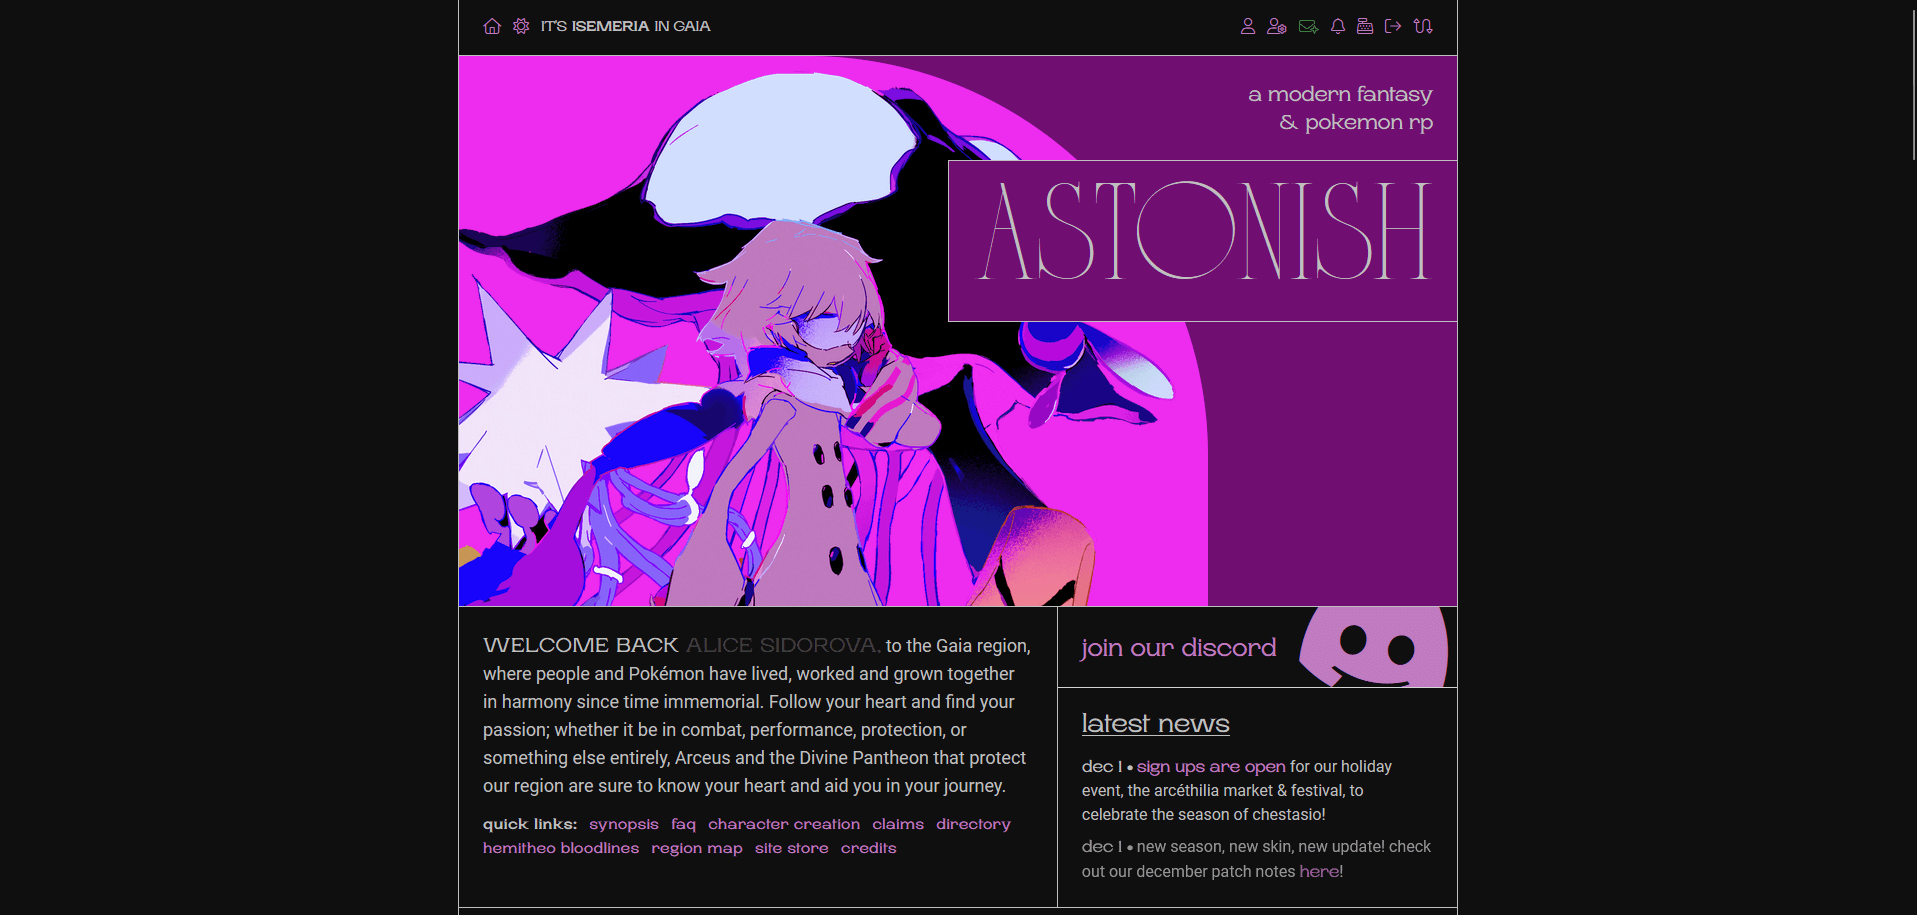 IT'S ISEMERIA IN GAIA
a modern fantasy
& pokemon rp
ASTONISH
WELCOME BACK ALICE SIDOROVA, to the Gaia region,
where people and Pokémon have lived, worked and grown together
in harmony since time immemorial. Follow your heart and find your
passion; whether it be in combat, performance, protection, or
something else entirely, Arceus and the Divine Pantheon that protect
our region are sure to know your heart and aid you in your journey.
quick links: synopsis faq character creation claims directory
hemitheo bloodlines region map site store credits
join our discord
latest news
dec 1 • sign ups are open for our holiday
event, the arcéthilia market & festival, to
celebrate the season of chestasio!
dec 1 • new season, new skin, new update! check
out our december patch notes here!